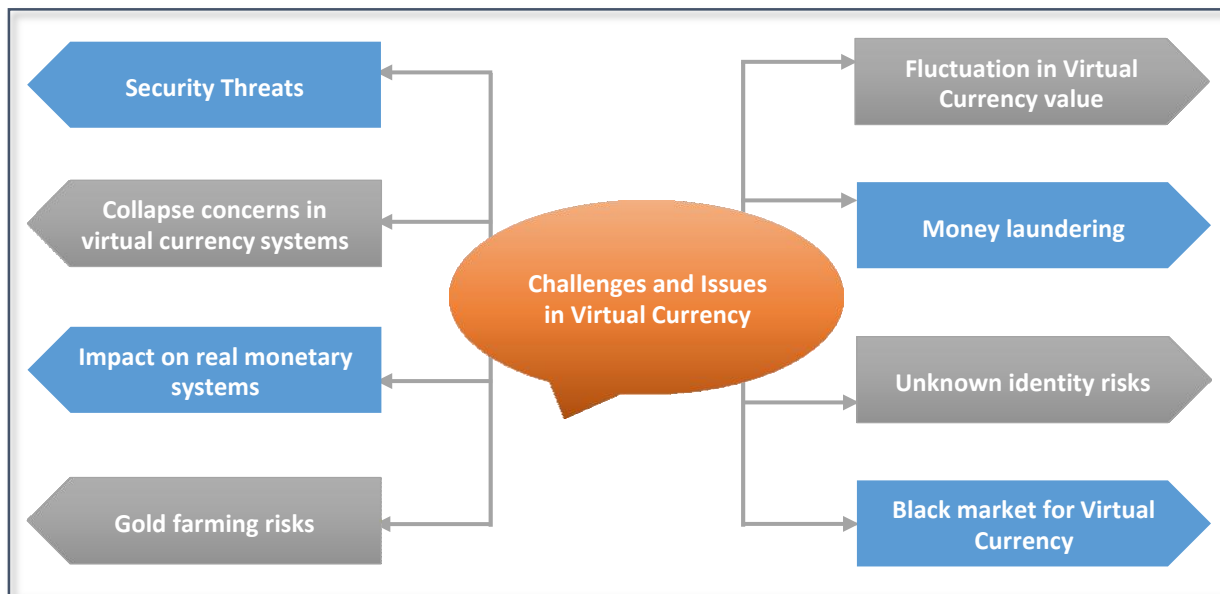 Security Threats
Collapse concerns in
virtual currency systems
Impact on real monetary
systems
Gold farming risks
Challenges and Issues
in Virtual Currency
Fluctuation in Virtual
Currency value
Money laundering
Unknown identity risks
Black market for Virtual
Currency